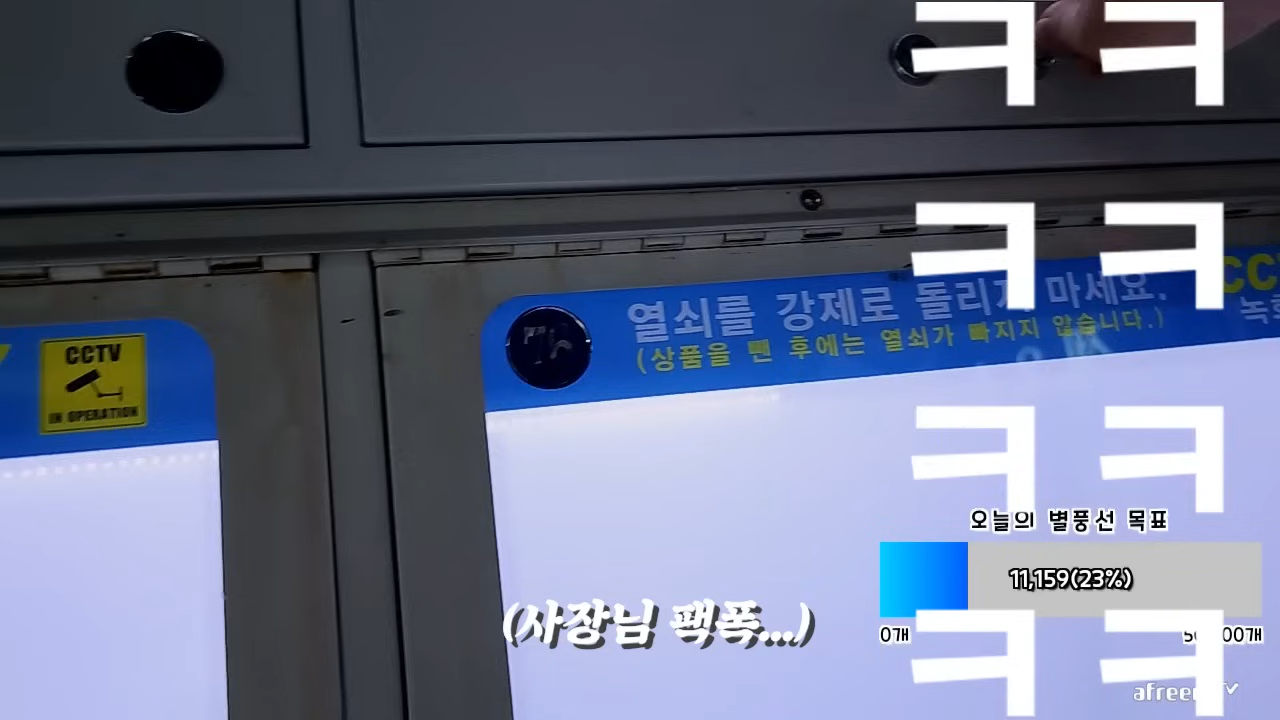 ㅋㅋ
ㅋㅋ
열쇠를 강제로 돌리지 마세요.
(상품을 뺀 후에는 열쇠가 빠지지 않습니다.)
CCTV
IN OPERATION
ㅋㅋ
오늘의 별풍선 목표
11,159(23%)
(사장님 팩폭...)
0개
ㅋㅋ